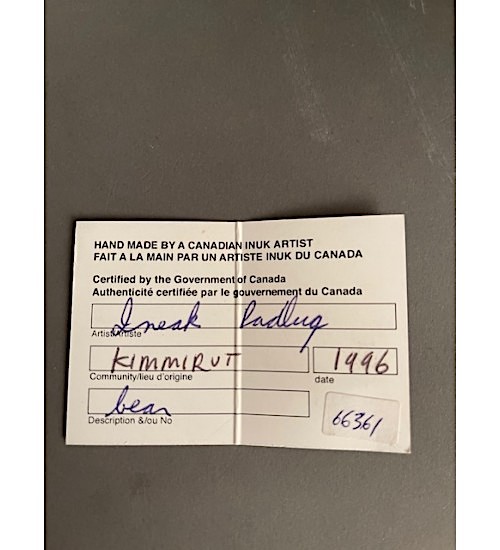 HAND MADE BY A CANADIAN INUK ARTIST
FAIT A LA MAIN PAR UN ARTISTE INUK DU CANADA
Certified by the Government of Canada
Authenticité certifiée par le gouvernement du Canada
Ineak Padluq
Artist/Artiste
KIMMIRUT 1996
Community/lieu d'origine date
bear
66361
Description &/ou No